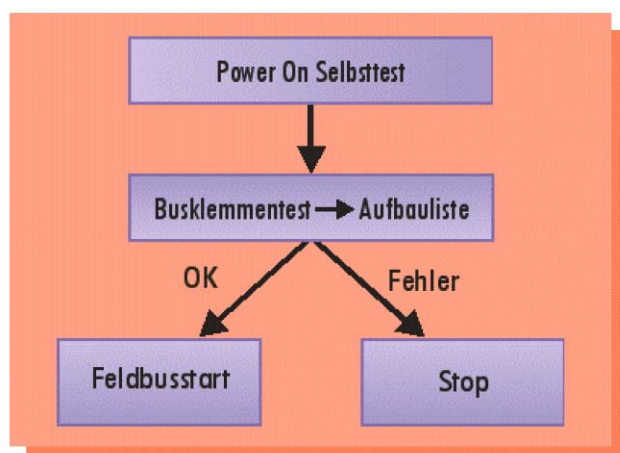 Power On Selbsttest
Busklemmentest → Aufbauliste
OK
Fehler
Feldbusstart
Stop